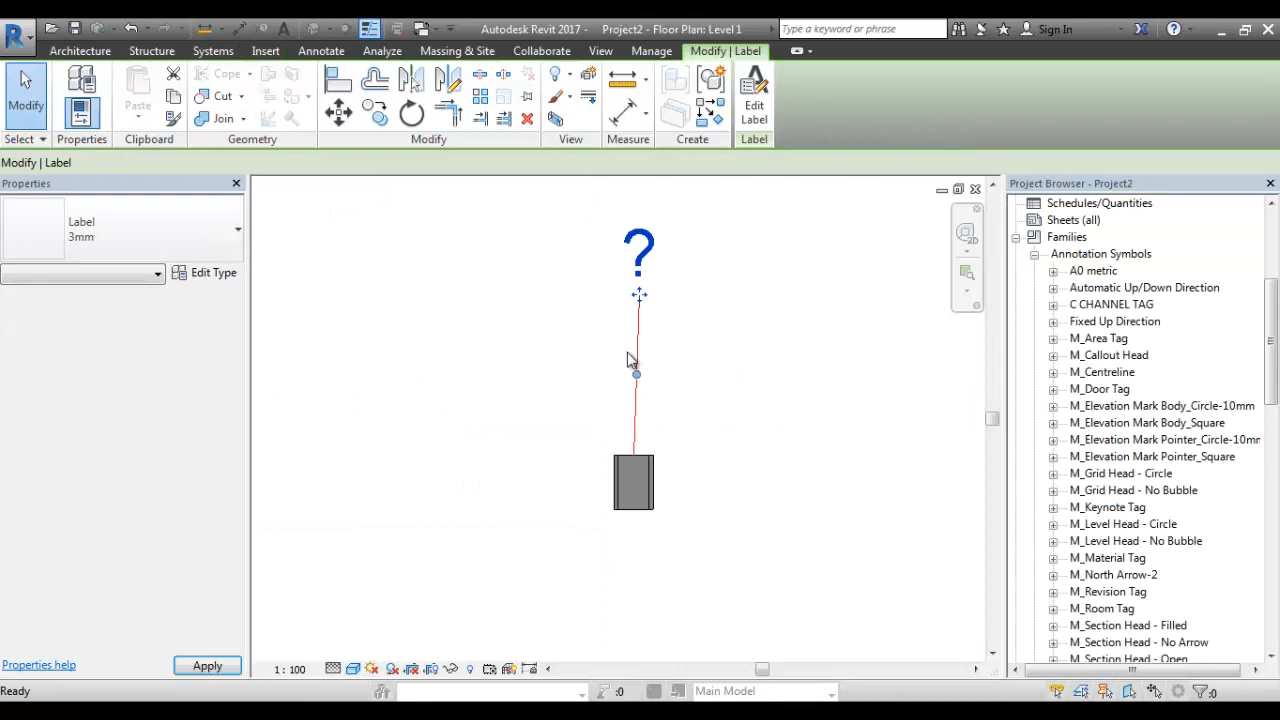 Autodesk Revit 2017 - Project2 - Floor Plan: Level 1
Type a keyword or phrase
Sign In
Architecture Structure Systems Insert Annotate Analyze Massing & Site Collaborate View Manage Modify | Label
Modify
Paste
Cope
Cut
Join
Edit Label
Select Properties Clipboard Geometry Modify View Measure Create Label
Modify | Label
Properties
Label
3mm
Edit Type
Properties help
Apply
?
2D
1 : 100
Project Browser - Project2
Schedules/Quantities
Sheets (all)
Families
Annotation Symbols
A0 metric
Automatic Up/Down Direction
C CHANNEL TAG
Fixed Up Direction
M_Area Tag
M_Callout Head
M_Centreline
M_Door Tag
M_Elevation Mark Body_Circle-10mm
M_Elevation Mark Body_Square
M_Elevation Mark Pointer_Circle-10mm
M_Elevation Mark Pointer_Square
M_Grid Head - Circle
M_Grid Head - No Bubble
M_Keynote Tag
M_Level Head - Circle
M_Level Head - No Bubble
M_Material Tag
M_North Arrow-2
M_Revision Tag
M_Room Tag
M_Section Head - Filled
M_Section Head - No Arrow
M_Section Head - Open
Ready
:0
Main Model
:0